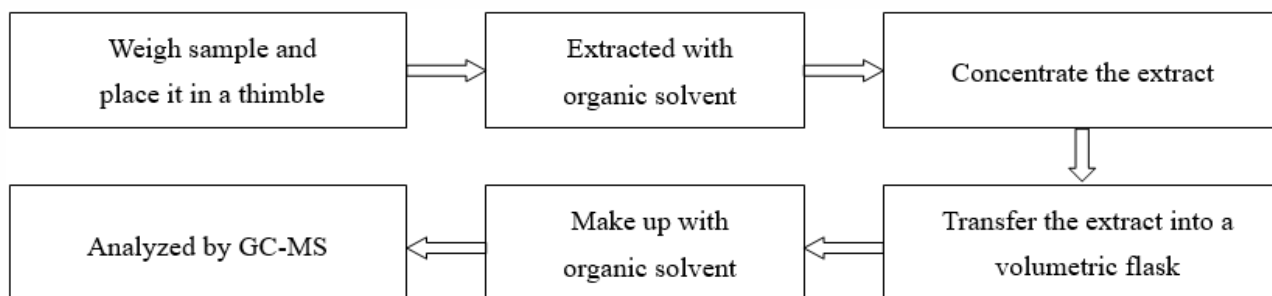 Weigh sample and
place it in a thimble
Extracted with
organic solvent
Concentrate the extract
Transfer the extract into a
volumetric flask
Make up with
organic solvent
Analyzed by GC-MS